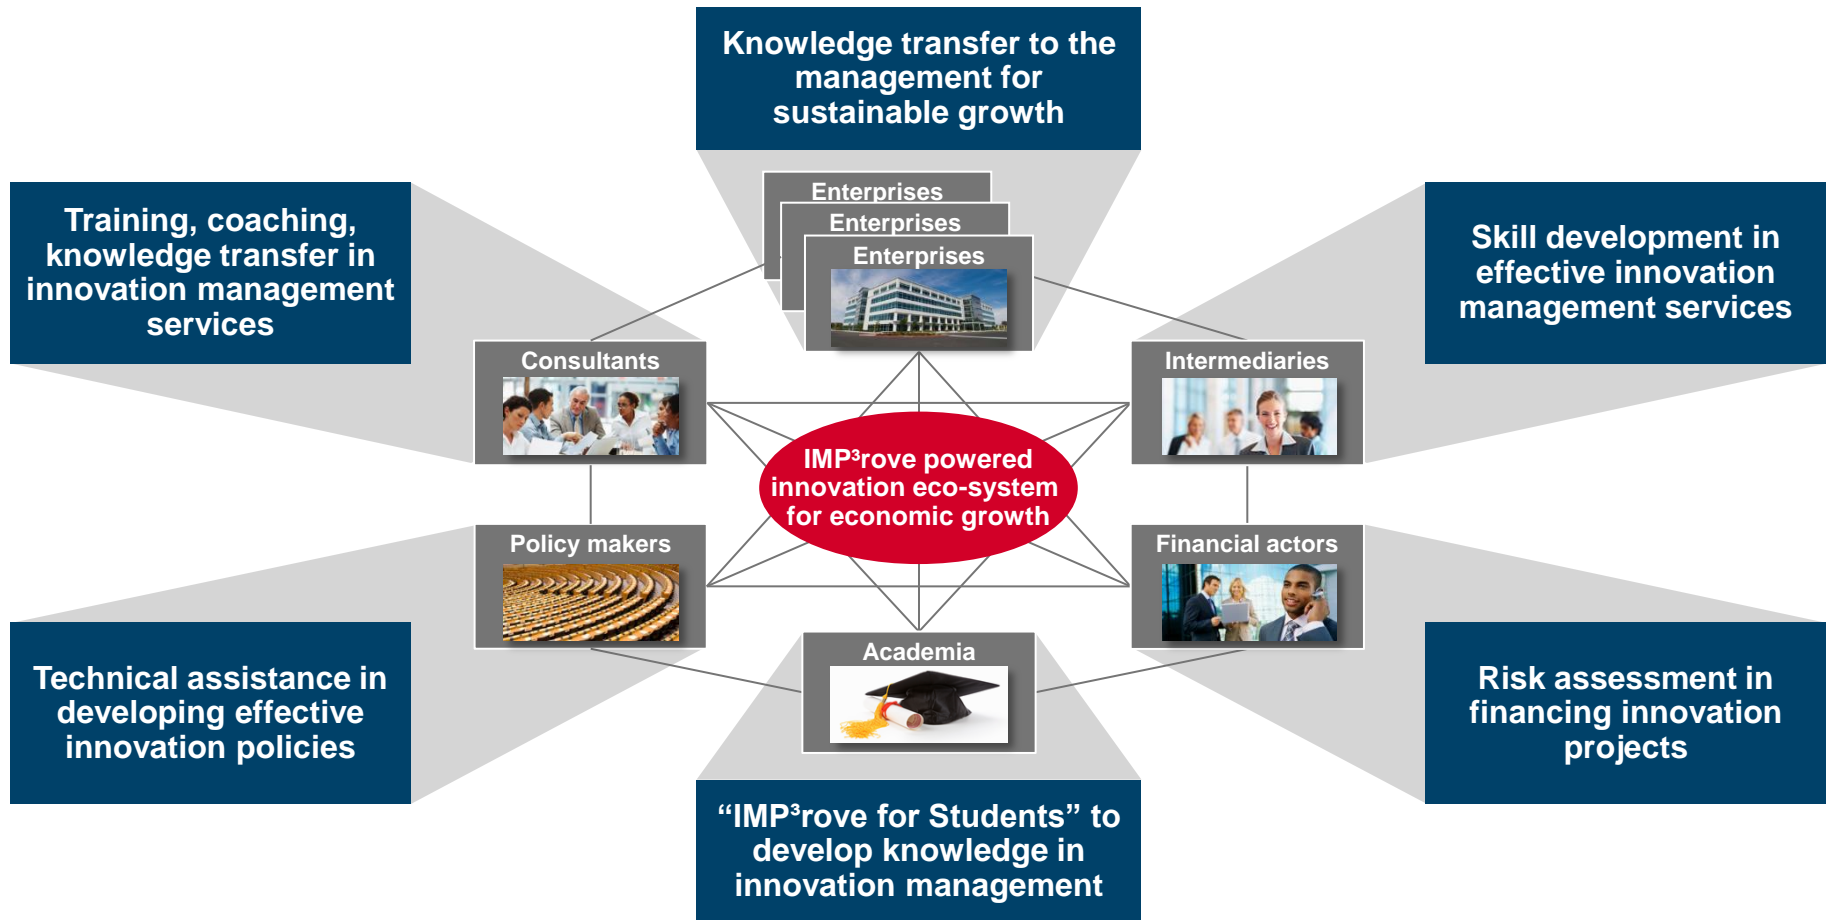 Knowledge transfer to the
management for
sustainable growth
Training, coaching,
knowledge transfer in
innovation management
services
Enterprises
Enterprises
Enterprises
Skill development in
effective innovation
management services
Consultants
Intermediaries
IMP³rove powered
innovation eco-system
for economic growth
Policy makers
Financial actors
Academia
Technical assistance in
developing effective
innovation policies
Risk assessment in
financing innovation
projects
“IMP³rove for Students” to
develop knowledge in
innovation management